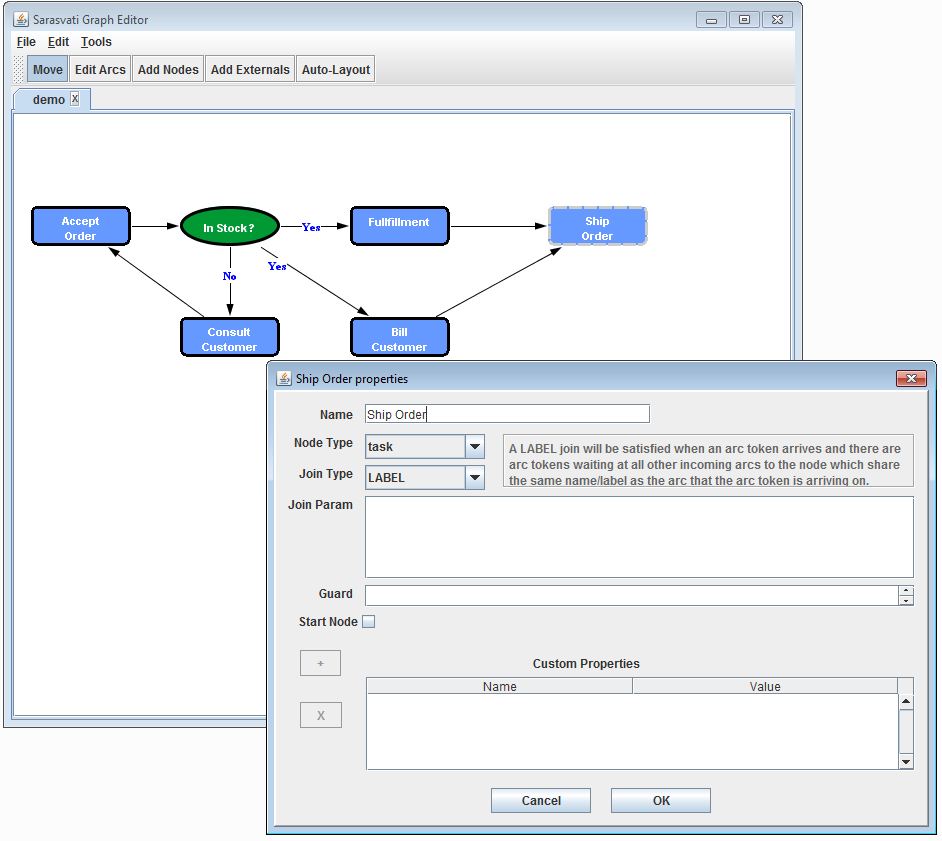 Sarasvati Graph Editor
File Edit Tools
Move Edit Arcs Add Nodes Add Externals Auto-Layout
demo X
Accept
Order
In Stock?
Yes
Fullfillment
Ship
Order
No
Yes
Consult
Customer
Bill
Customer
Ship Order properties
Name Ship Order
Node Type task
Join Type LABEL
A LABEL join will be satisfied when an arc token arrives and there are
arc tokens waiting at all other incoming arcs to the node which share
the same name/label as the arc that the arc token is arriving on.
Join Param
Guard
Start Node
+
Custom Properties
Name Value
X
Cancel OK